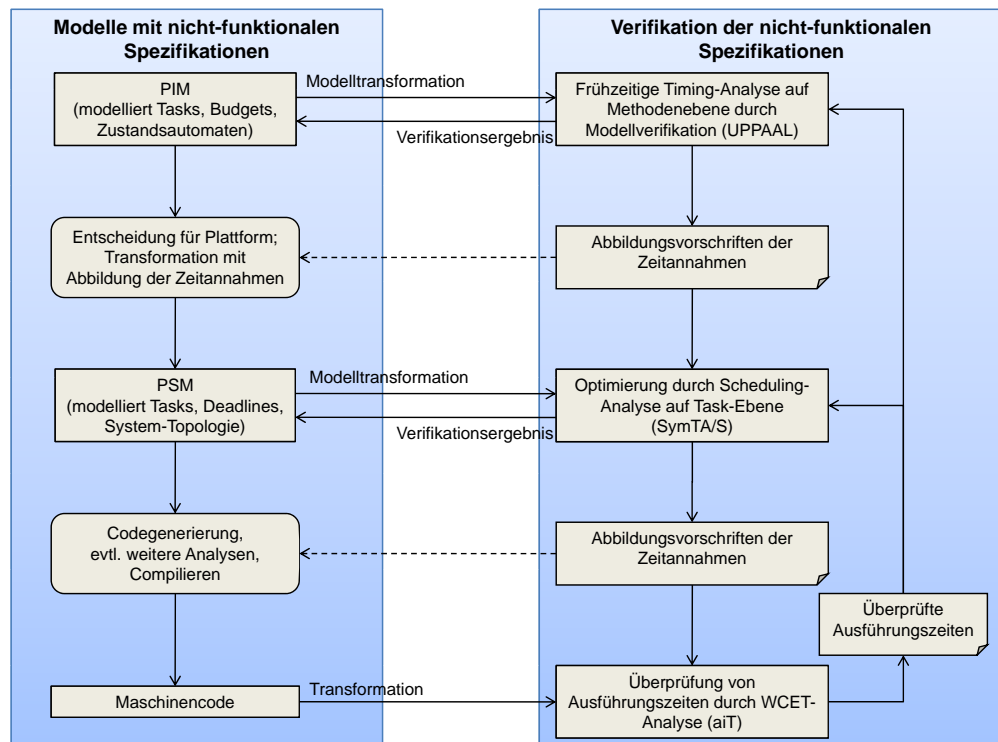 Modelle mit nicht-funktionalen
Spezifikationen
Verifikation der nicht-funktionalen
Spezifikationen
PIM
(modelliert Tasks, Budgets,
Zustandsautomaten)
Modelltransformation
Verifikationsergebnis
Frühzeitige Timing-Analyse auf
Methodenebene durch
Modellverifikation (UPPAAL)
Entscheidung für Plattform;
Transformation mit
Abbildung der Zeitannahmen
Abbildungsvorschriften der
Zeitannahmen
PSM
(modelliert Tasks, Deadlines,
System-Topologie)
Modelltransformation
Verifikationsergebnis
Optimierung durch Scheduling-
Analyse auf Task-Ebene
(SymTA/S)
Codegenerierung,
evtl. weitere Analysen,
Compilieren
Abbildungsvorschriften der
Zeitannahmen
Überprüfte
Ausführungszeiten
Maschinencode
Transformation
Überprüfung von
Ausführungszeiten durch WCET-
Analyse (aiT)